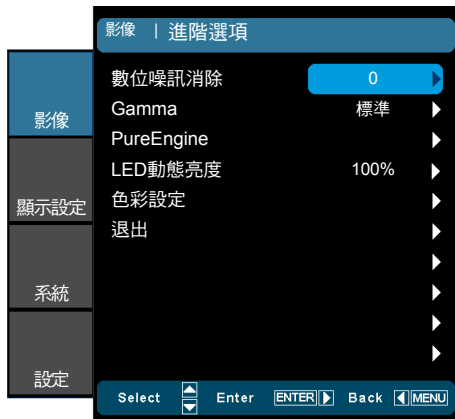 影像 | 進階選項
數位噪訊消除 0
Gamma 標準
PureEngine
LED動態亮度 100%
色彩設定
退出
影像
顯示設定
系統
設定
Select Enter ENTER Back MENU